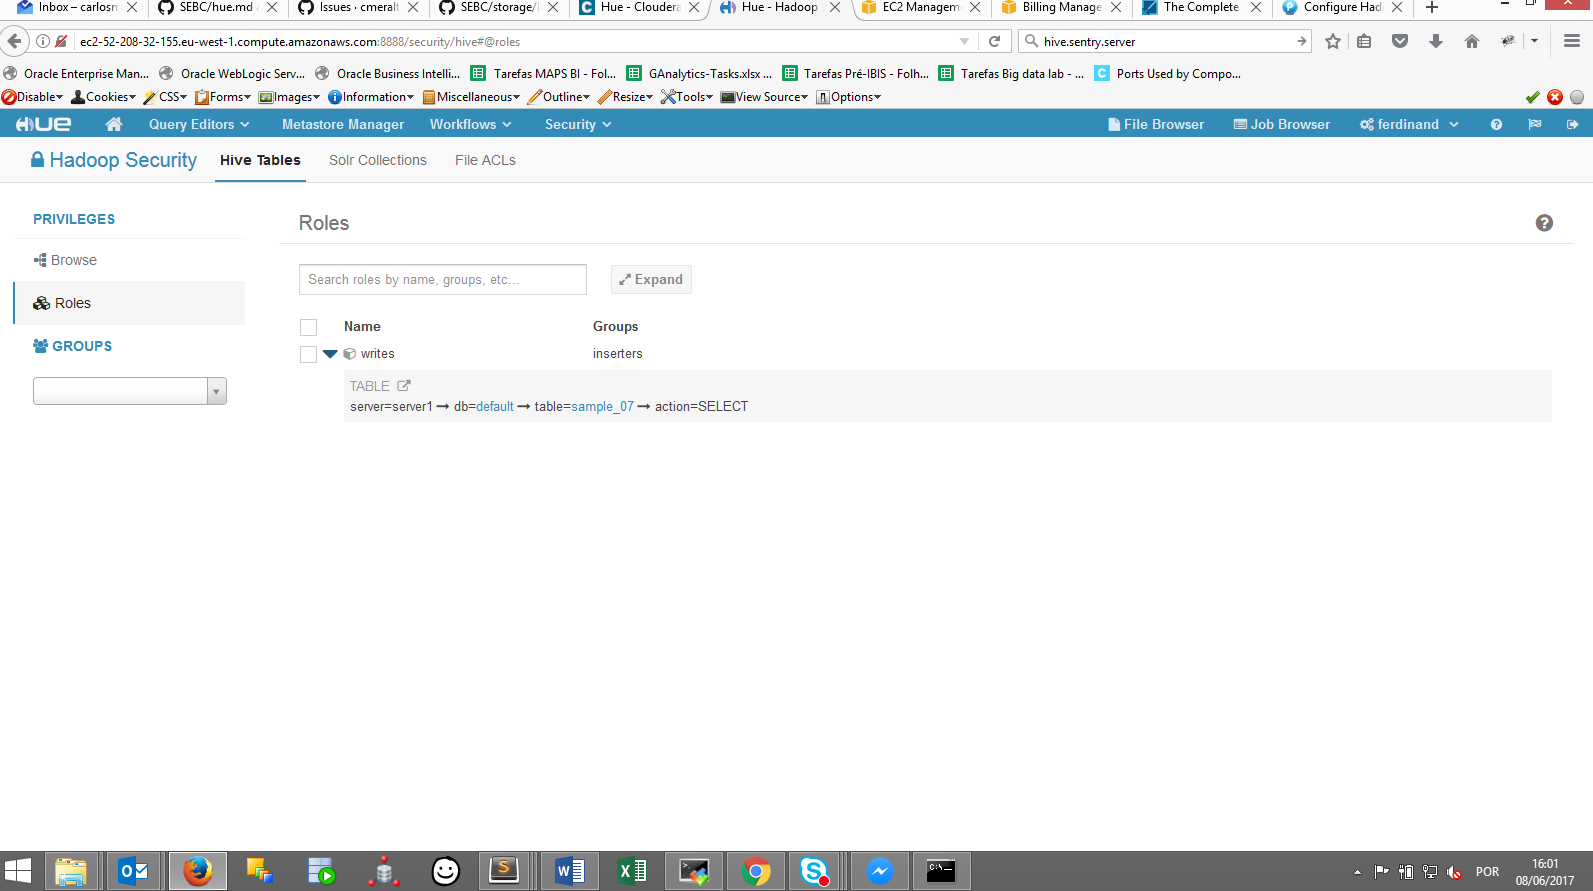 Inbox – carlosm
SEBC/hue.md a
Issues · cmeralt
SEBC/storage/l
Hue - Cloudera
Hue - Hadoop
EC2 Managem
Billing Manage
The Complete
Configure Had
ec2-52-208-32-155.eu-west-1.compute.amazonaws.com:8888/security/hive#@roles
hive.sentry.server
Oracle Enterprise Man...
Oracle WebLogic Serv...
Oracle Business Intelli...
Tarefas MAPS BI - Fol...
GAnalytics-Tasks.xlsx ...
Tarefas Pré-IBIS - Folh...
Tarefas Big data lab - ...
Ports Used by Compo...
Disable
Cookies
CSS
Forms
Images
Information
Miscellaneous
Outline
Resize
Tools
View Source
Options
HUE
Query Editors
Metastore Manager
Workflows
Security
File Browser
Job Browser
ferdinand
Hadoop Security
Hive Tables
Solr Collections
File ACLs
PRIVILEGES
Browse
Roles
GROUPS
Roles
Search roles by name, groups, etc...
Expand
Name Groups
writes inserters
TABLE
server=server1 → db=default → table=sample_07 → action=SELECT
POR
16:01
08/06/2017